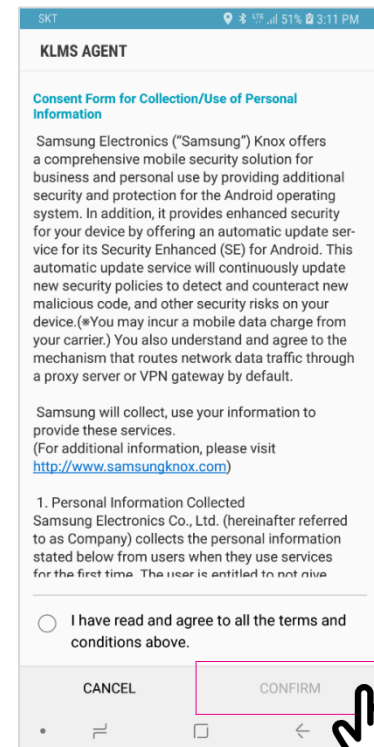 SKT 51% 3:11 PM
KLMS AGENT
Consent Form for Collection/Use of Personal
Information
Samsung Electronics (“Samsung”) Knox offers
a comprehensive mobile security solution for
business and personal use by providing additional
security and protection for the Android operating
system. In addition, it provides enhanced security
for your device by offering an automatic update ser-
vice for its Security Enhanced (SE) for Android. This
automatic update service will continuously update
new security policies to detect and counteract new
malicious code, and other security risks on your
device.(※You may incur a mobile data charge from
your carrier.) You also understand and agree to the
mechanism that routes network data traffic through
a proxy server or VPN gateway by default.
Samsung will collect, use your information to
provide these services.
(For additional information, please visit
http://www.samsungknox.com)
1. Personal Information Collected
Samsung Electronics Co., Ltd. (hereinafter referred
to as Company) collects the personal information
stated below from users when they use services
for the first time. The user is entitled to not give
I have read and agree to all the terms and
conditions above.
CANCEL CONFIRM